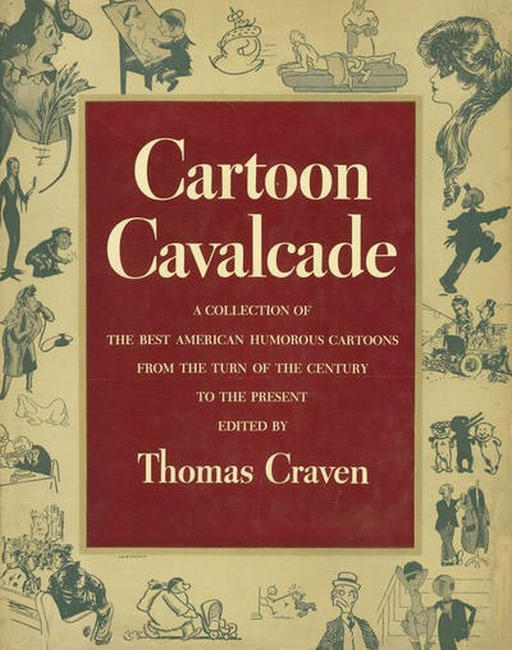 Cartoon
Cavalcade
A COLLECTION OF
THE BEST AMERICAN HUMOROUS CARTOONS
FROM THE TURN OF THE CENTURY
TO THE PRESENT
EDITED BY
Thomas Craven